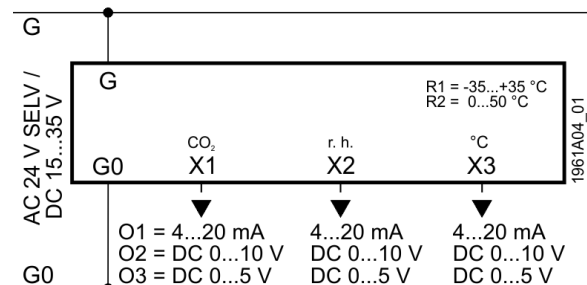 G
AC 24 V SELV /
DC 15...35 V
G
R1 = -35...+35 °C
R2 = 0...50 °C
CO₂ r. h. °C
G0 X1 X2 X3
1961A04_01
O1 = 4...20 mA 4...20 mA 4...20 mA
O2 = DC 0...10 V DC 0...10 V DC 0...10 V
O3 = DC 0...5 V DC 0...5 V DC 0...5 V
G0